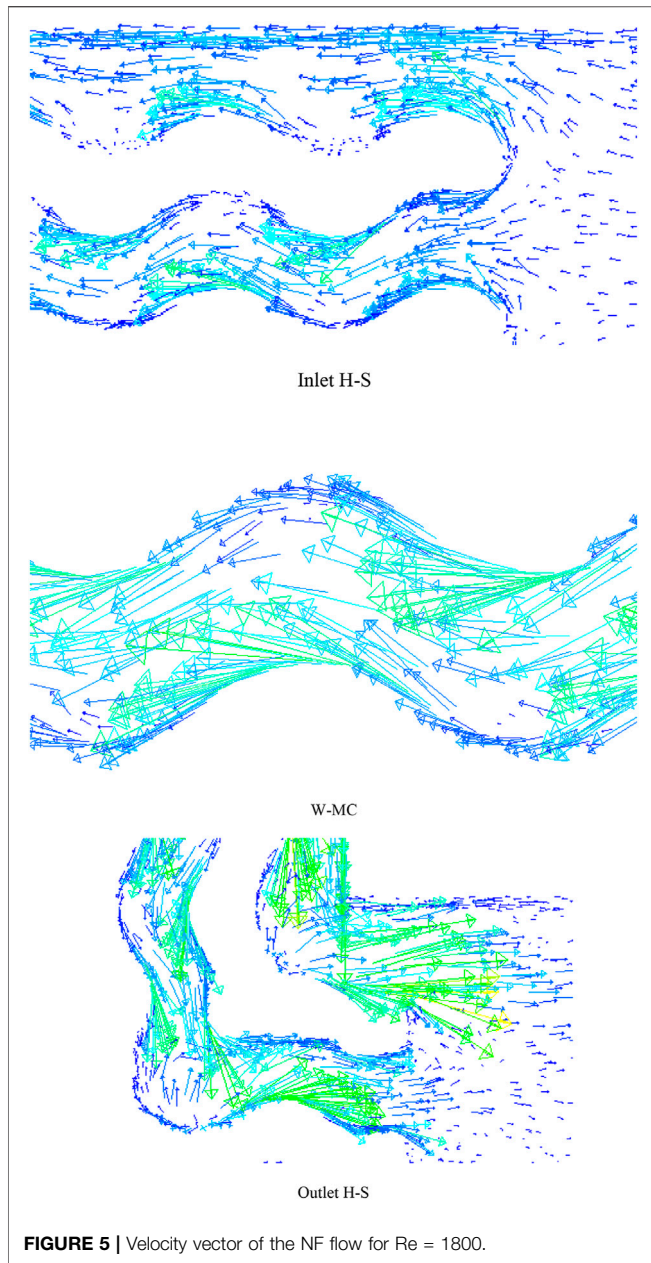 Inlet H-S
W-MC
Outlet H-S
FIGURE 5 | Velocity vector of the NF flow for Re = 1800.